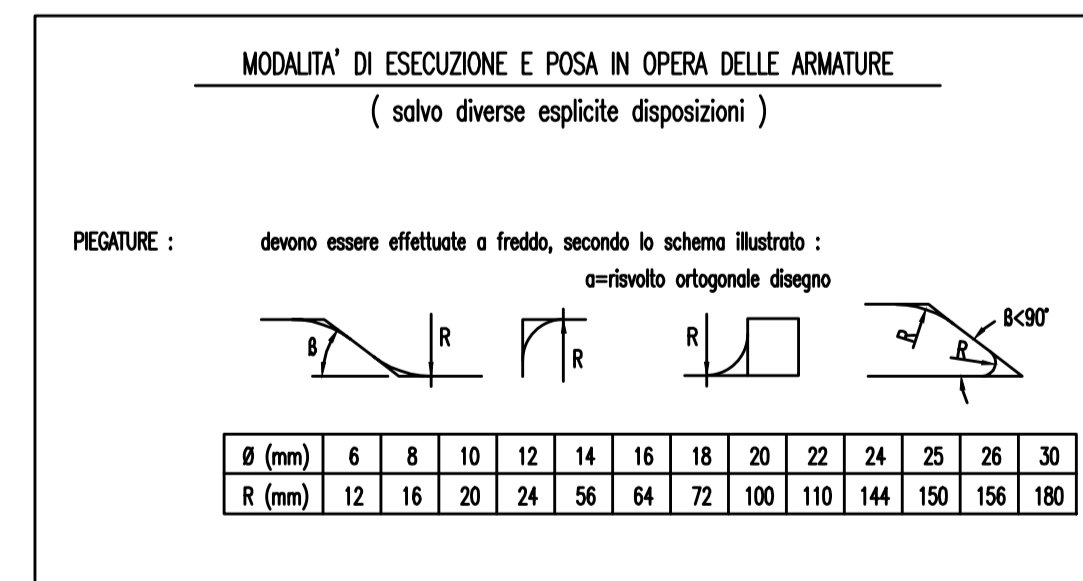 MODALITA' DI ESECUZIONE E POSA IN OPERA DELLE ARMATURE
( salvo diverse esplicite disposizioni )
PIEGATURE : devono essere effettuate a freddo, secondo lo schema illustrato :
a=risvolto ortogonale disegno
ß R R R R R ß<90°
Ø (mm) 6 8 10 12 14 16 18 20 22 24 25 26 30
R (mm) 12 16 20 24 56 64 72 100 110 144 150 156 180